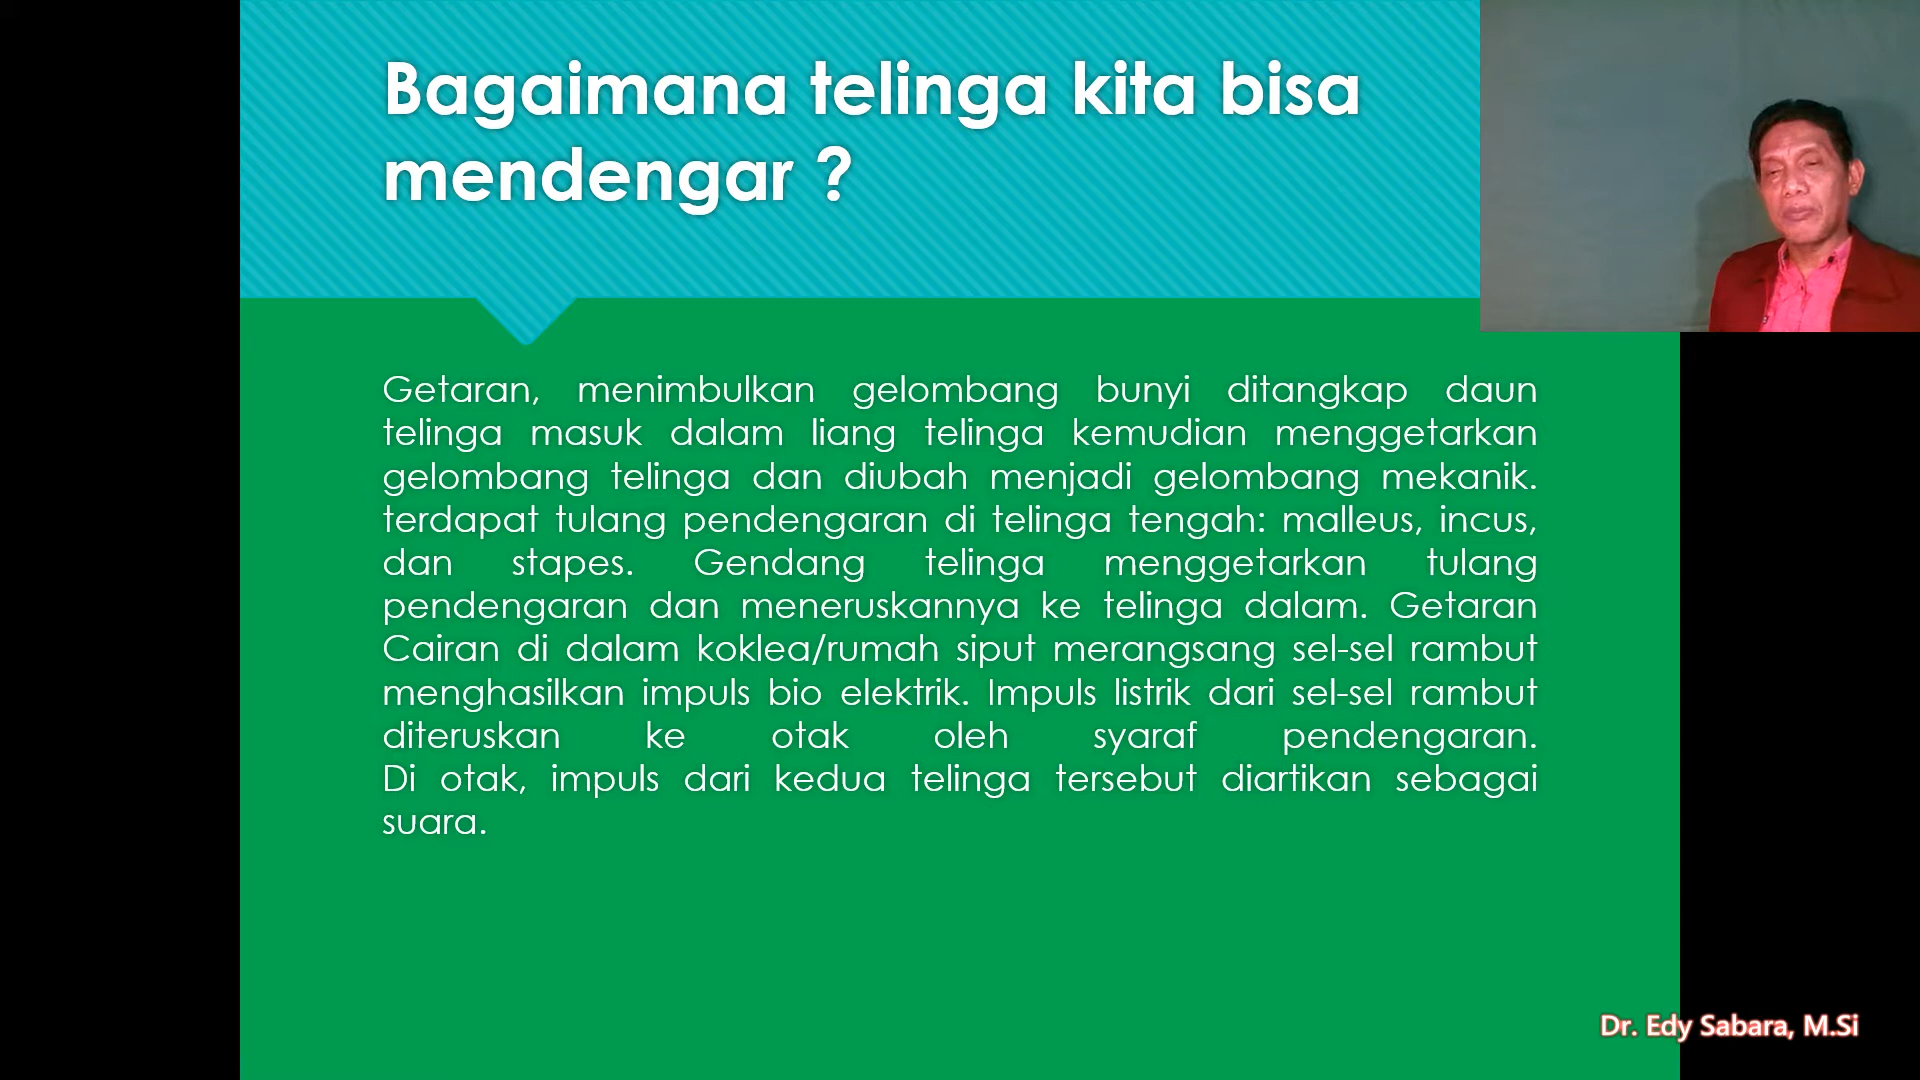 Bagaimana telinga kita bisa
mendengar ?
Getaran, menimbulkan gelombang bunyi ditangkap daun
telinga masuk dalam liang telinga kemudian menggetarkan
gelombang telinga dan diubah menjadi gelombang mekanik.
terdapat tulang pendengaran di telinga tengah: malleus, incus,
dan stapes. Gendang telinga menggetarkan tulang
pendengaran dan meneruskannya ke telinga dalam. Getaran
Cairan di dalam koklea/rumah siput merangsang sel-sel rambut
menghasilkan impuls bio elektrik. Impuls listrik dari sel-sel rambut
diteruskan ke otak oleh syaraf pendengaran.
Di otak, impuls dari kedua telinga tersebut diartikan sebagai
suara.
Dr. Edy Sabara, M.Si